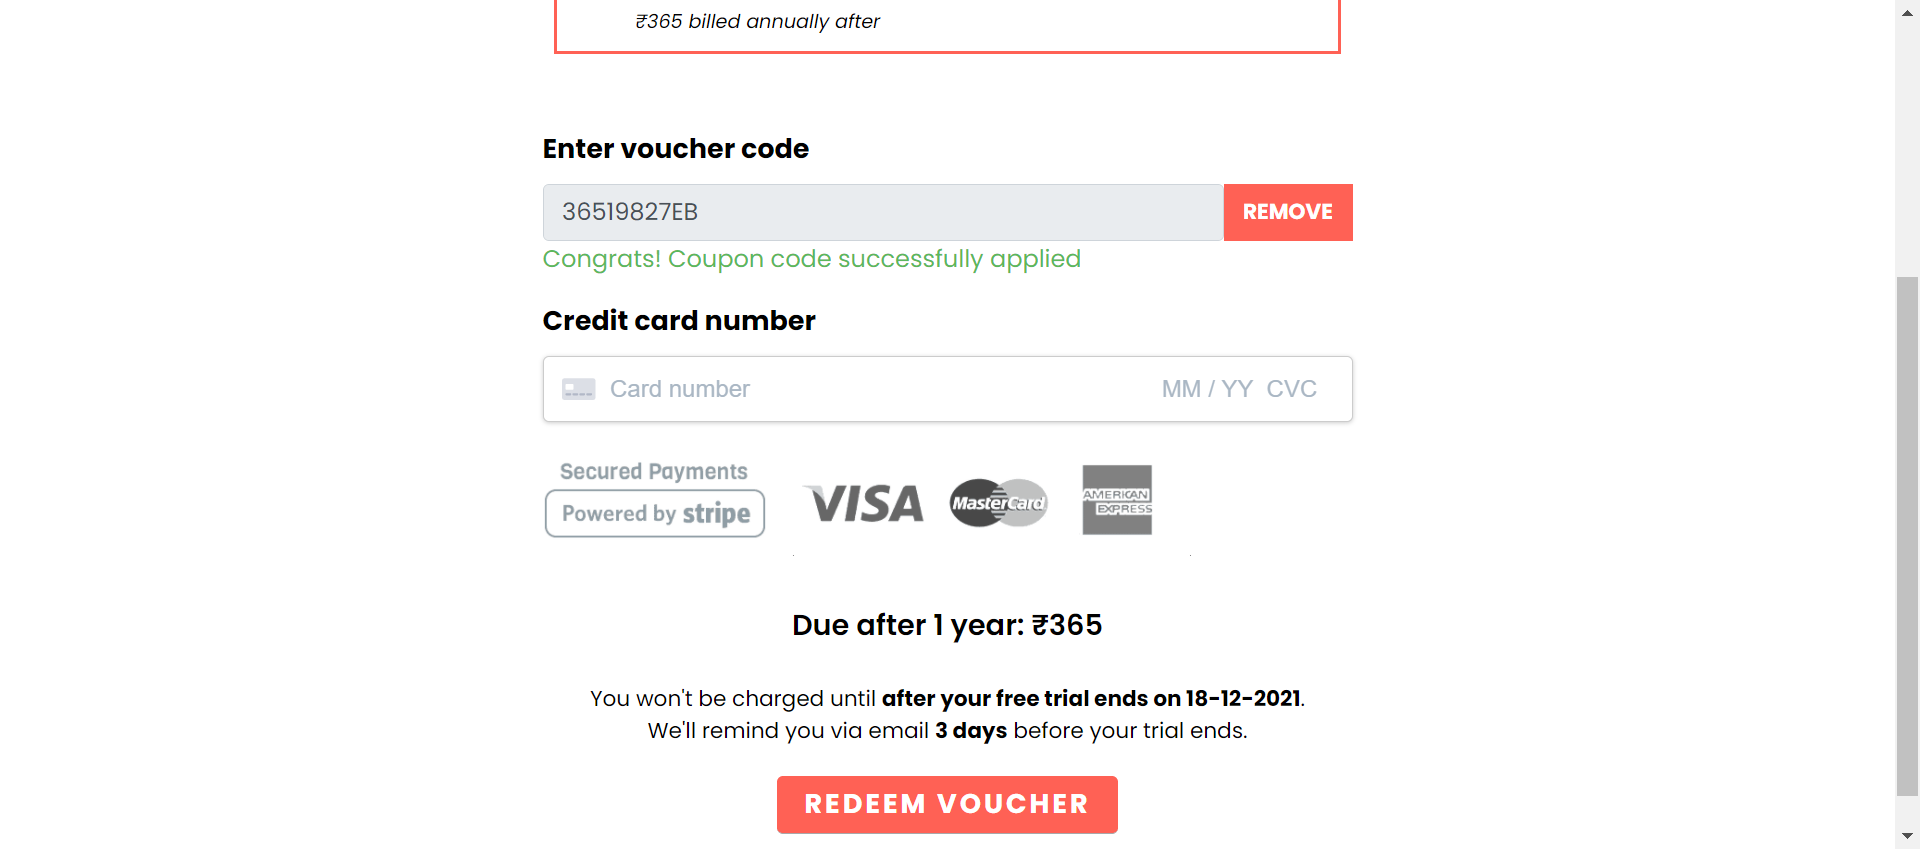 ₹365 billed annually after
Enter voucher code
36519827EB
REMOVE
Congrats! Coupon code successfully applied
Credit card number
Card number MM / YY CVC
Secured Payments
Powered by stripe
VISA
MasterCard
AMERICAN
EXPRESS
Due after 1 year: ₹365
You won't be charged until after your free trial ends on 18-12-2021.
We'll remind you via email 3 days before your trial ends.
REDEEM VOUCHER